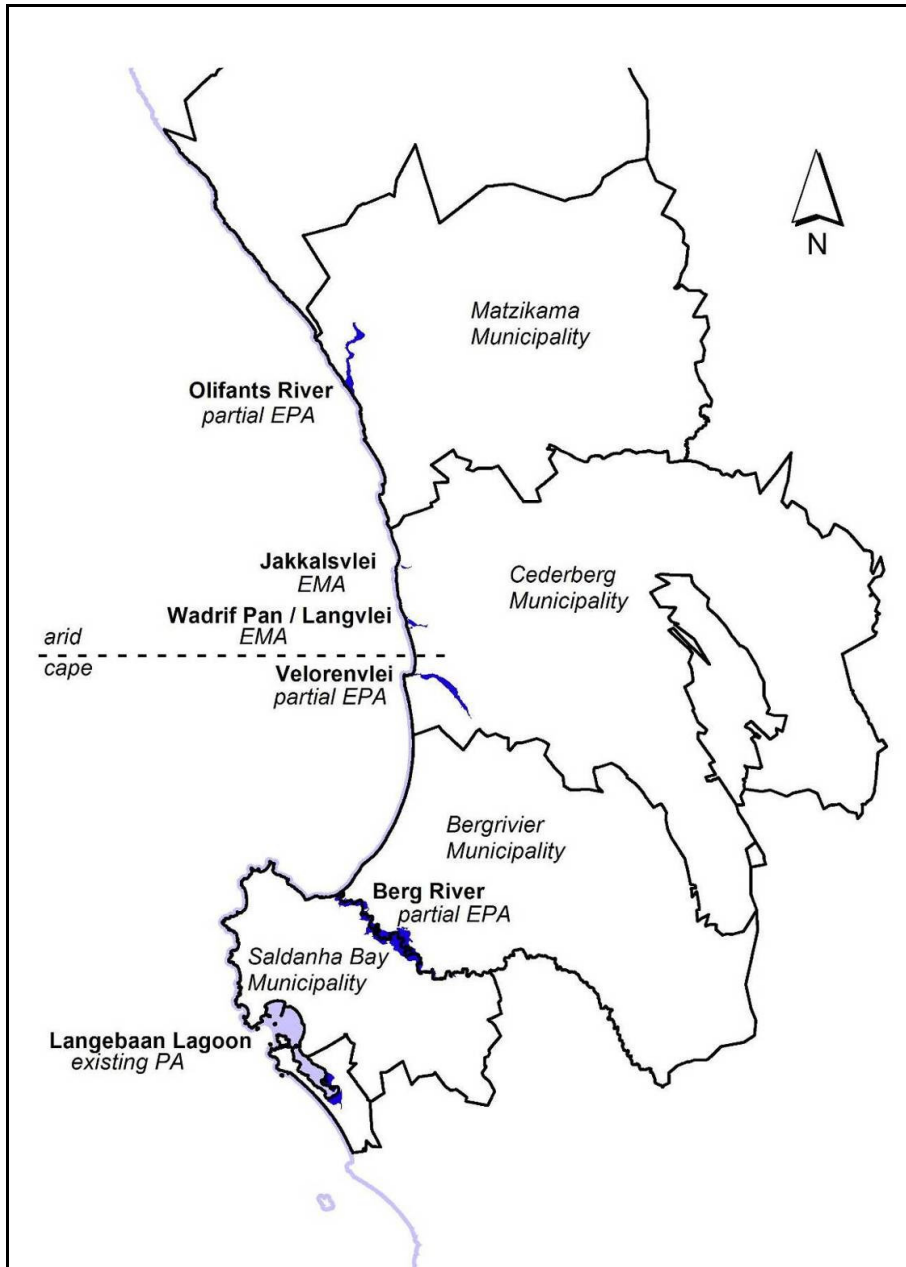 N
Matzikama
Municipality
Olifants River
partial EPA
Jakkalsvlei
EMA
Cederberg
Municipality
Wadrif Pan / Langvlei
EMA
arid
cape
Velorenvlei
partial EPA
Bergrivier
Municipality
Berg River
partial EPA
Saldanha Bay
Municipality
Langebaan Lagoon
existing PA